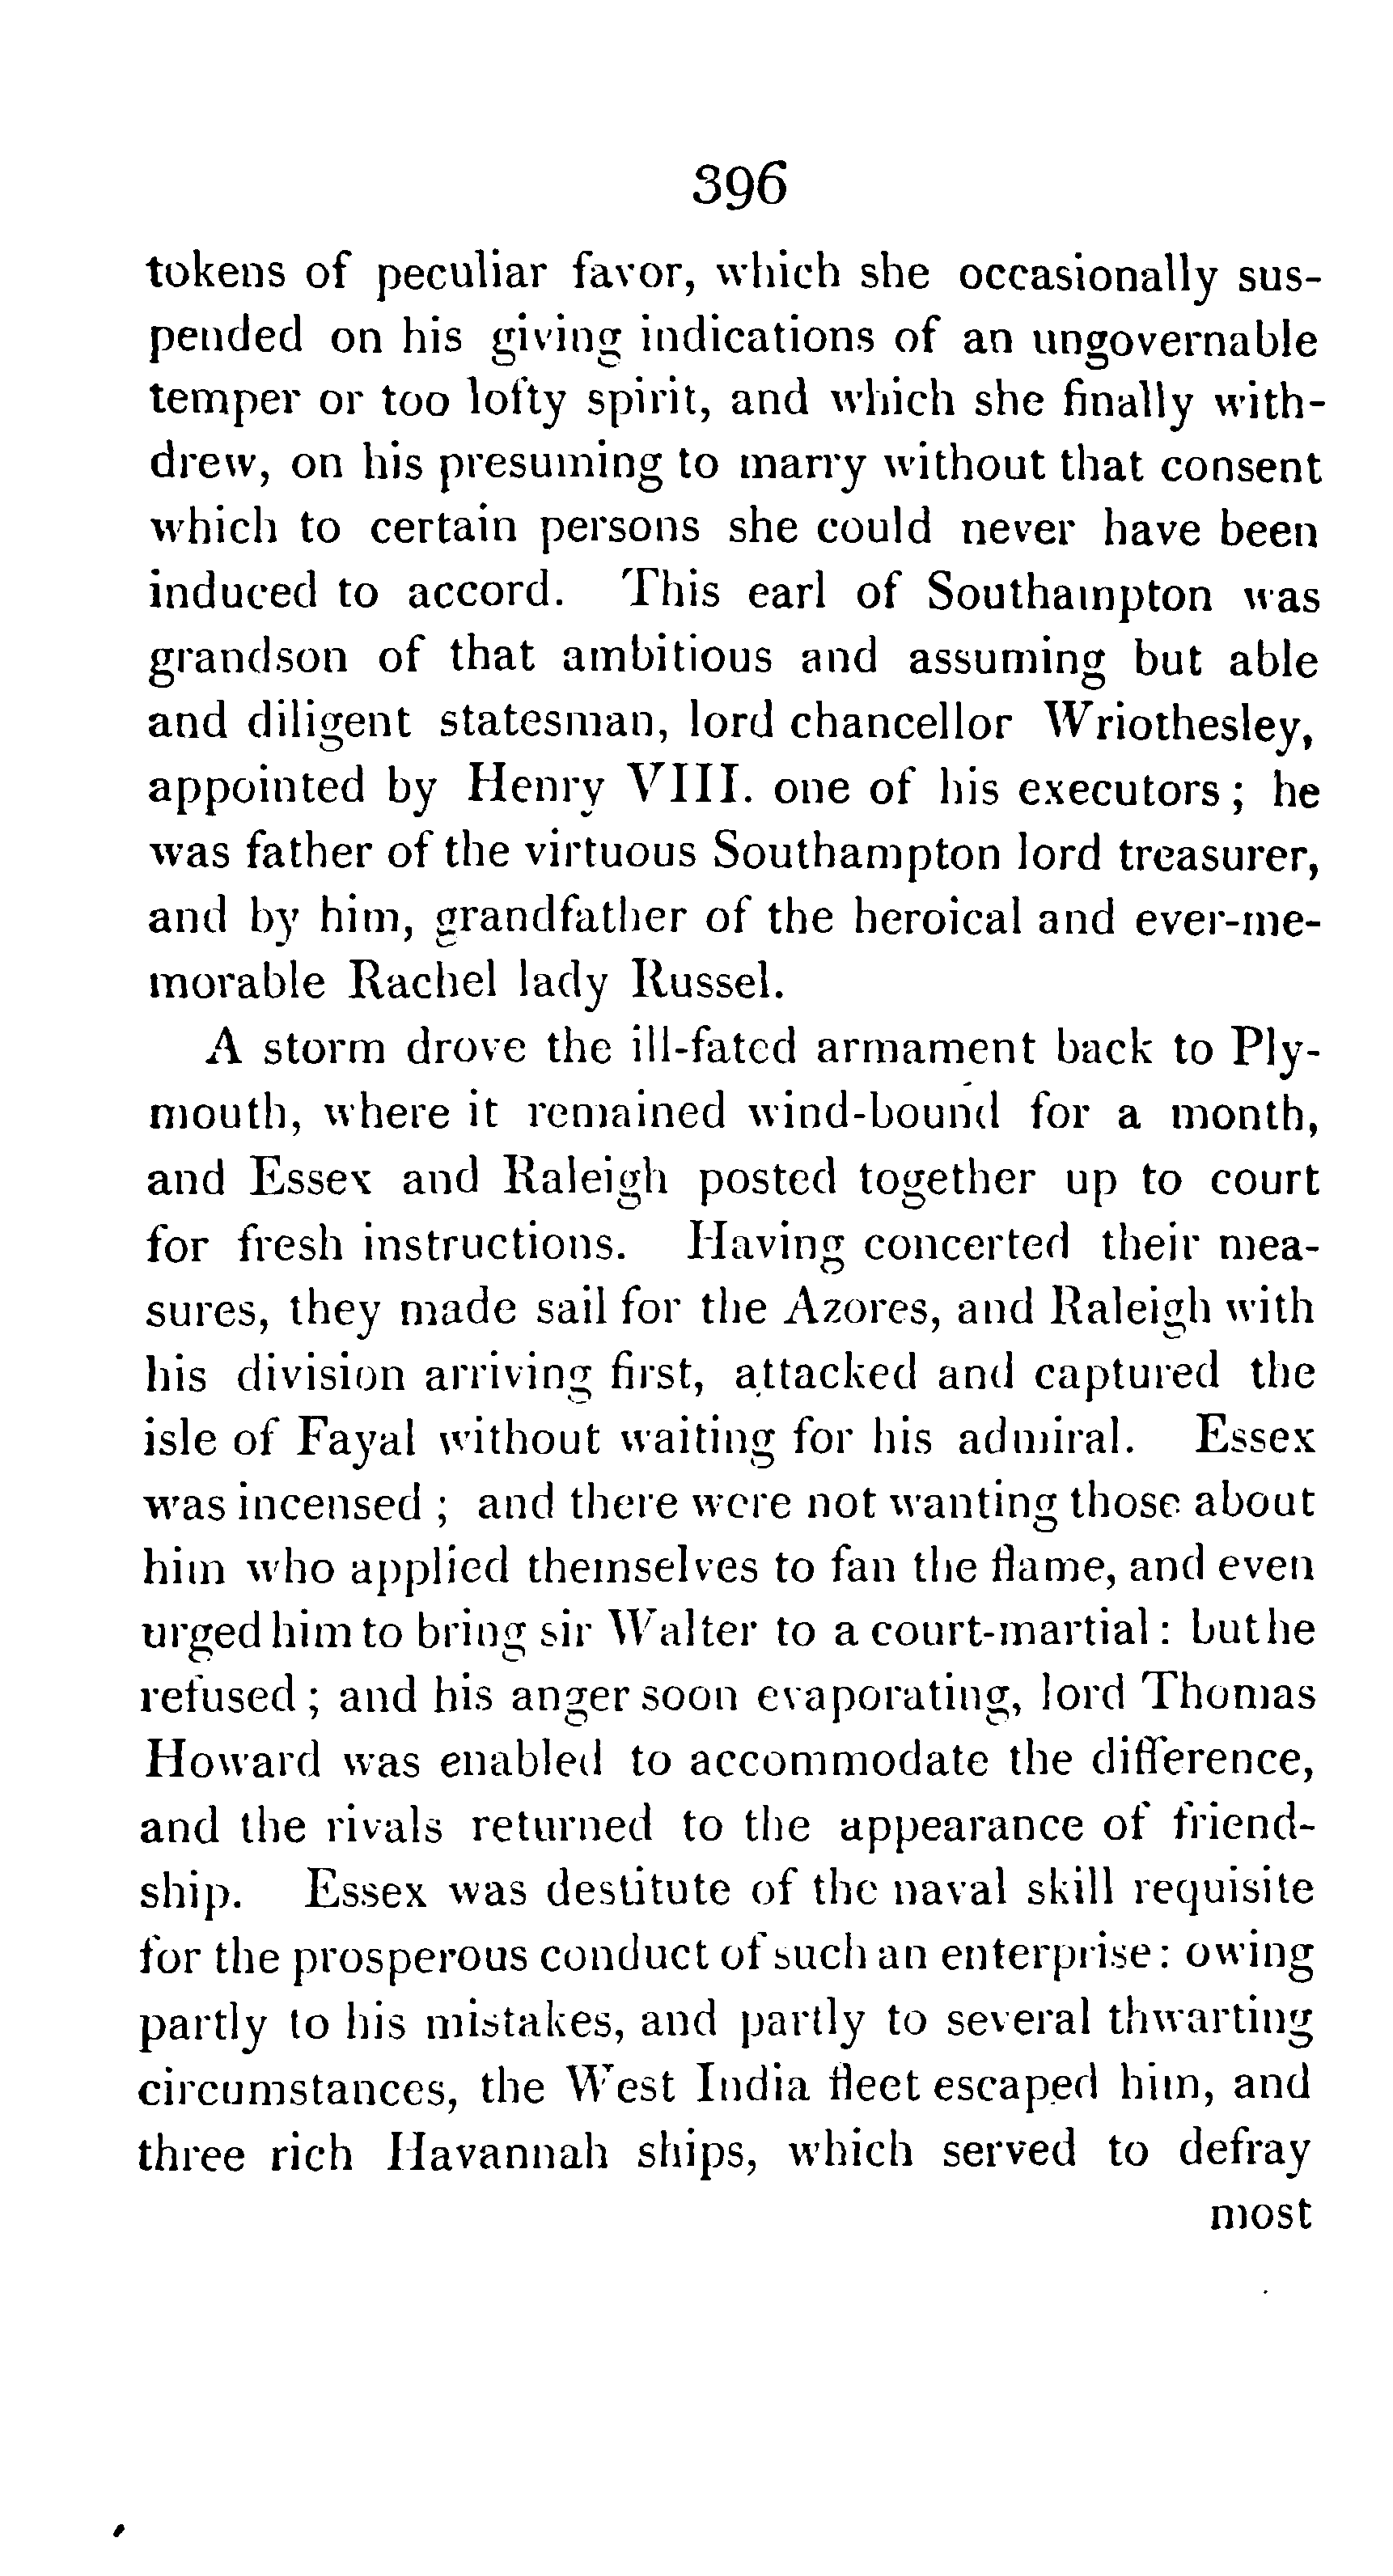 396
tokens of peculiar favor, which she occasionally sus-
pended on his giving indications of an ungovernable
temper or too lofty spirit, and which she finally with-
drew, on his presuming to marry without that consent
which to certain persons she could never have been
induced to accord. This earl of Southampton was
grandson of that ambitious and assuming but able
and diligent statesman, lord chancellor Wriothesley,
appointed by Henry VIII. one of his executors; he
was father of the virtuous Southampton lord treasurer,
and by him, grandfather of the heroical and ever-me-
morable Rachel lady Russel.
A storm drove the ill-fated armament back to Ply-
mouth, where it remained wind-bound for a month,
and Essex and Raleigh posted together up to court
for fresh instructions. Having concerted their mea-
sures, they made sail for the Azores, and Raleigh with
his division arriving first, attacked and captured the
isle of Fayal without waiting for his admiral. Essex
was incensed; and there were not wanting those about
him who applied themselves to fan the flame, and even
urged him to bring sir Walter to a court-martial: but he
refused; and his anger soon evaporating, lord Thomas
Howard was enabled to accommodate the difference,
and the rivals returned to the appearance of friend-
ship. Essex was destitute of the naval skill requisite
for the prosperous conduct of such an enterprise: owing
partly to his mistakes, and partly to several thwarting
circumstances, the West India fleet escaped him, and
three rich Havannah ships, which served to defray
most